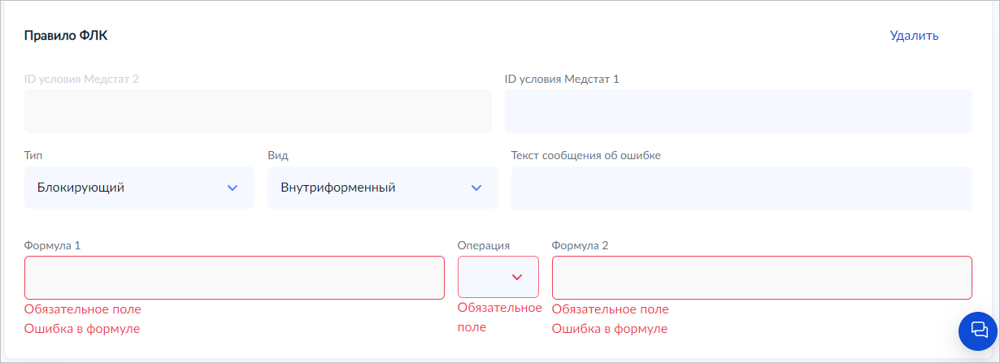 Правило ФЛК
Удалить
ID условия Медстат 2
ID условия Медстат 1
Тип
Вид
Текст сообщения об ошибке
Блокирующий
Внутриформенный
Формула 1
Операция
Формула 2
Обязательное поле
Ошибка в формуле
Обязательное
поле
Обязательное поле
Ошибка в формуле